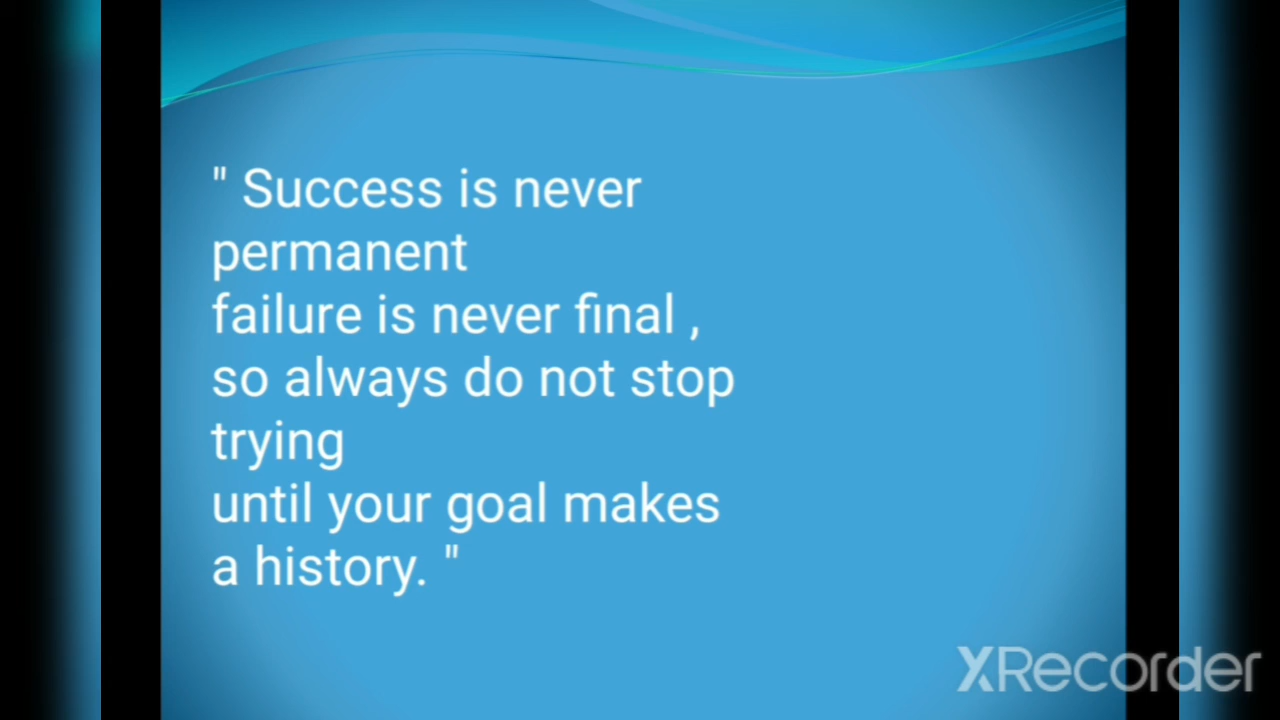 " Success is never
permanent
failure is never final ,
so always do not stop
trying
until your goal makes
a history. "
XRecorder